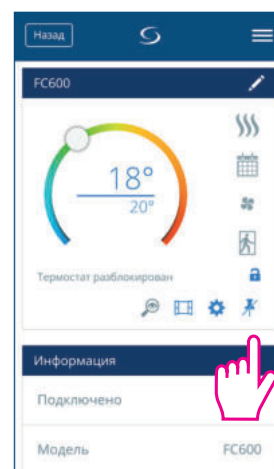 Назад
FC600
18°
20°
Термостат разблокирован
Информация
Подключено
Модель FC600